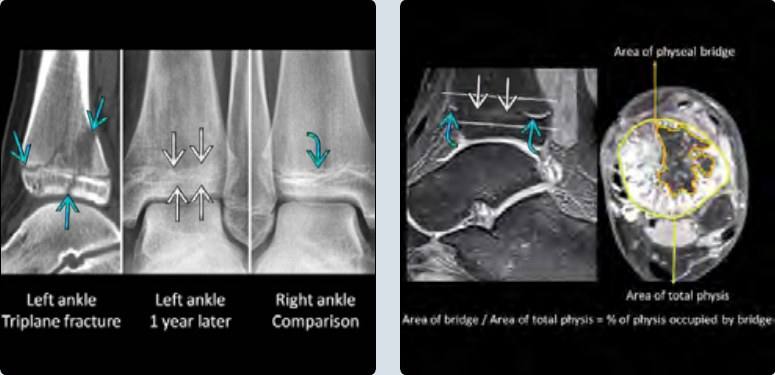 Left ankle
Triplane fracture
Left ankle
1 year later
Right ankle
Comparison
Area of physeal bridge
Area of total physis
Area of bridge / Area of total physis = % of physis occupied by bridge